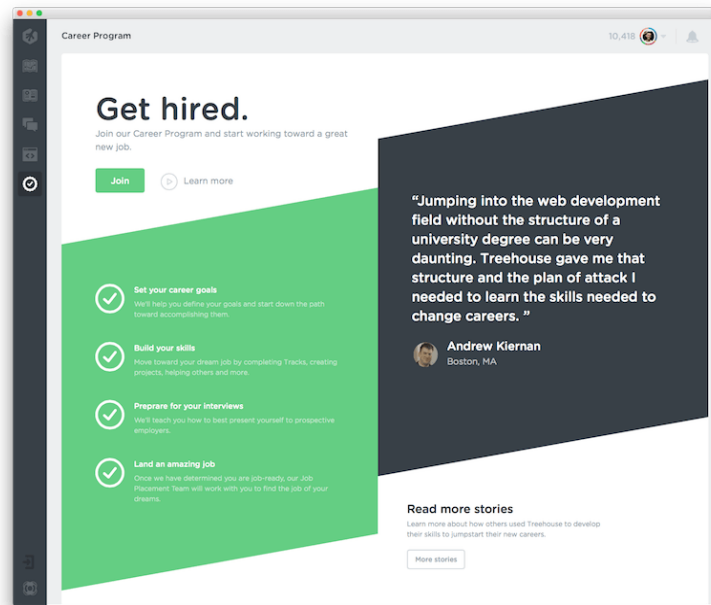 Career Program
10,418
Get hired.
Join our Career Program and start working toward a great
new job.
Join
Learn more
Set your career goals
We'll help you define your goals and start down the path
toward accomplishing them.
Build your skills
Move toward your dream job by completing Tracks, creating
projects, helping others and more.
Preprare for your interviews
We'll teach you how to best present yourself to prospective
employers.
Land an amazing job
Once we have determined you are job-ready, our Job
Placement Team will work with you to find the job of your
dreams.
“Jumping into the web development
field without the structure of a
university degree can be very
daunting. Treehouse gave me that
structure and the plan of attack I
needed to learn the skills needed to
change careers. ”
Andrew Kiernan
Boston, MA
Read more stories
Learn more about how others used Treehouse to develop
their skills to jumpstart their new careers.
More stories